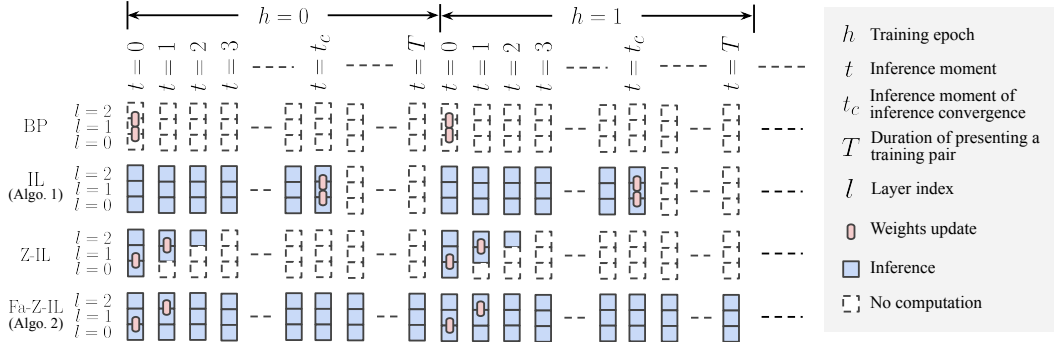 h = 0
h = 1
t = 0
t = 1
t = 2
t = 3
t = t_c
t = T
t = 0
t = 1
t = 2
t = 3
t = t_c
t = T
BP
l = 2
l = 1
l = 0
IL
(Algo. 1)
l = 2
l = 1
l = 0
Z-IL
l = 2
l = 1
l = 0
Fa-Z-IL
(Algo. 2)
l = 2
l = 1
l = 0
h Training epoch
t Inference moment
t_c Inference moment of
inference convergence
T Duration of presenting a
training pair
l Layer index
Weights update
Inference
No computation